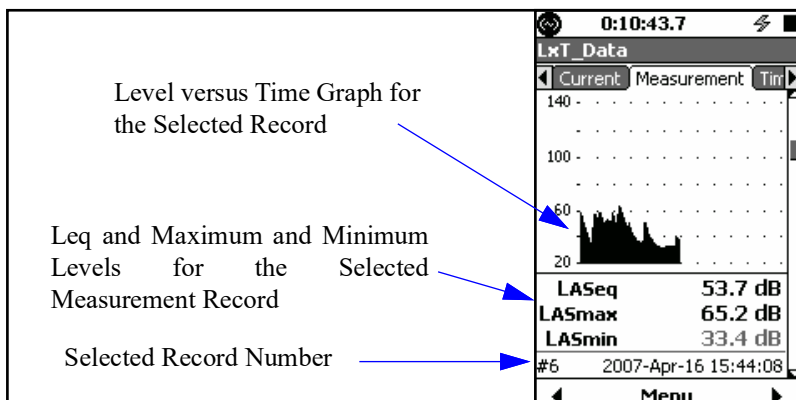 0:10:43.7
LxT_Data
Current Measurement Tim
140
100
60
20
Level versus Time Graph for
the Selected Record
Leq and Maximum and Minimum
Levels for the Selected
Measurement Record
Selected Record Number
LASeq 53.7 dB
LASmax 65.2 dB
LASmin 33.4 dB
#6 2007-Apr-16 15:44:08
Menu